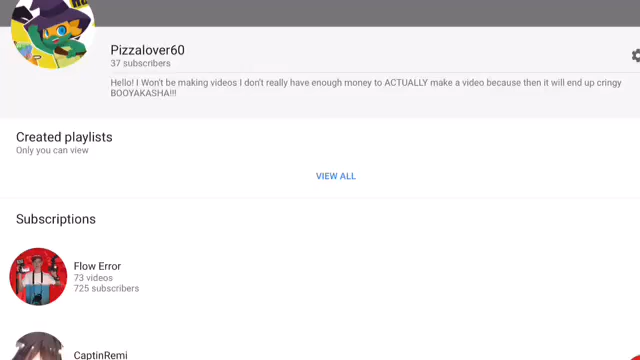 Pizzalover60
37 subscribers
Hello! I Won't be making videos I don't really have enough money to ACTUALLY make a video because then it will end up cringy
BOOYAKASHA!!!
Created playlists
Only you can view
VIEW ALL
Subscriptions
Flow Error
73 videos
725 subscribers
CaptinRemi